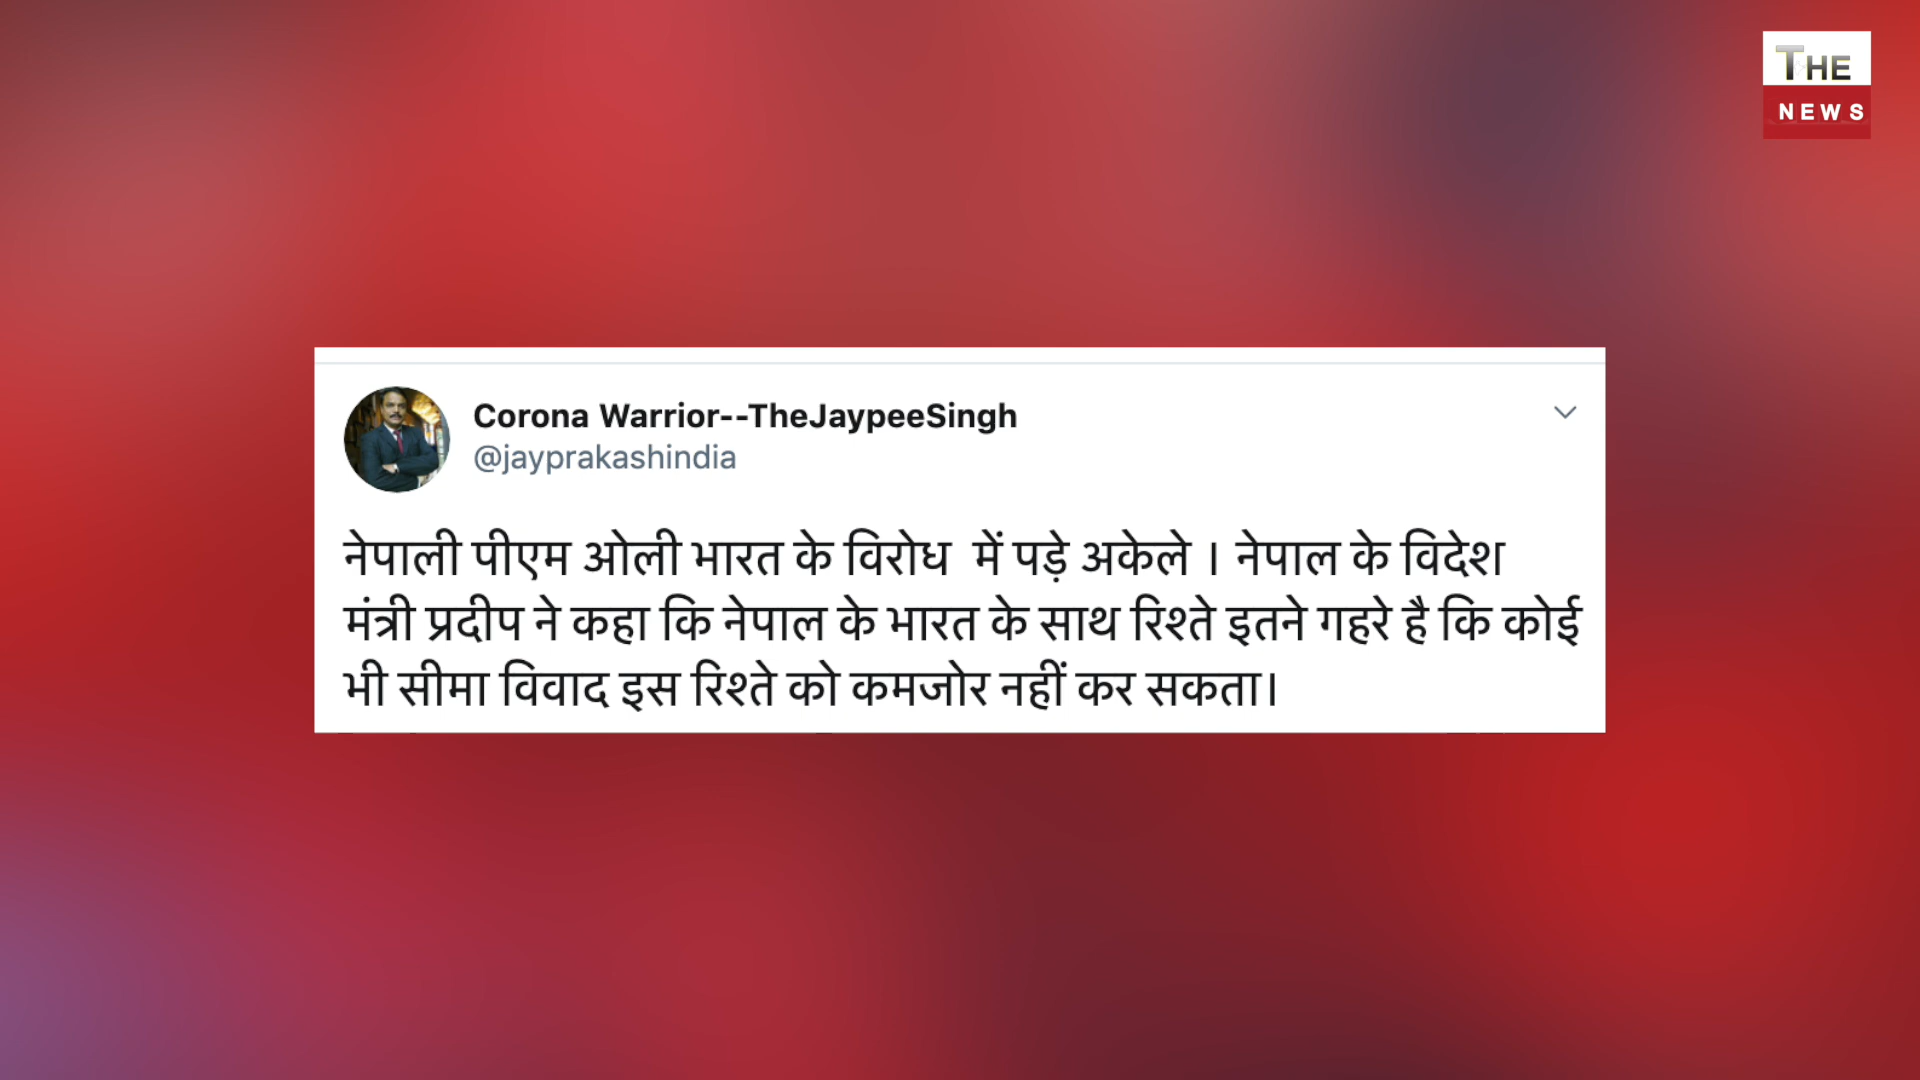 THE
NEWS
Corona Warrior--TheJaypeeSingh
@jayprakashindia
नेपाली पीएम ओली भारत के विरोध  में पड़े अकेले । नेपाल के विदेश
मंत्री प्रदीप ने कहा कि नेपाल के भारत के साथ रिश्ते इतने गहरे है कि कोई
भी सीमा विवाद इस रिश्ते को कमजोर नहीं कर सकता।